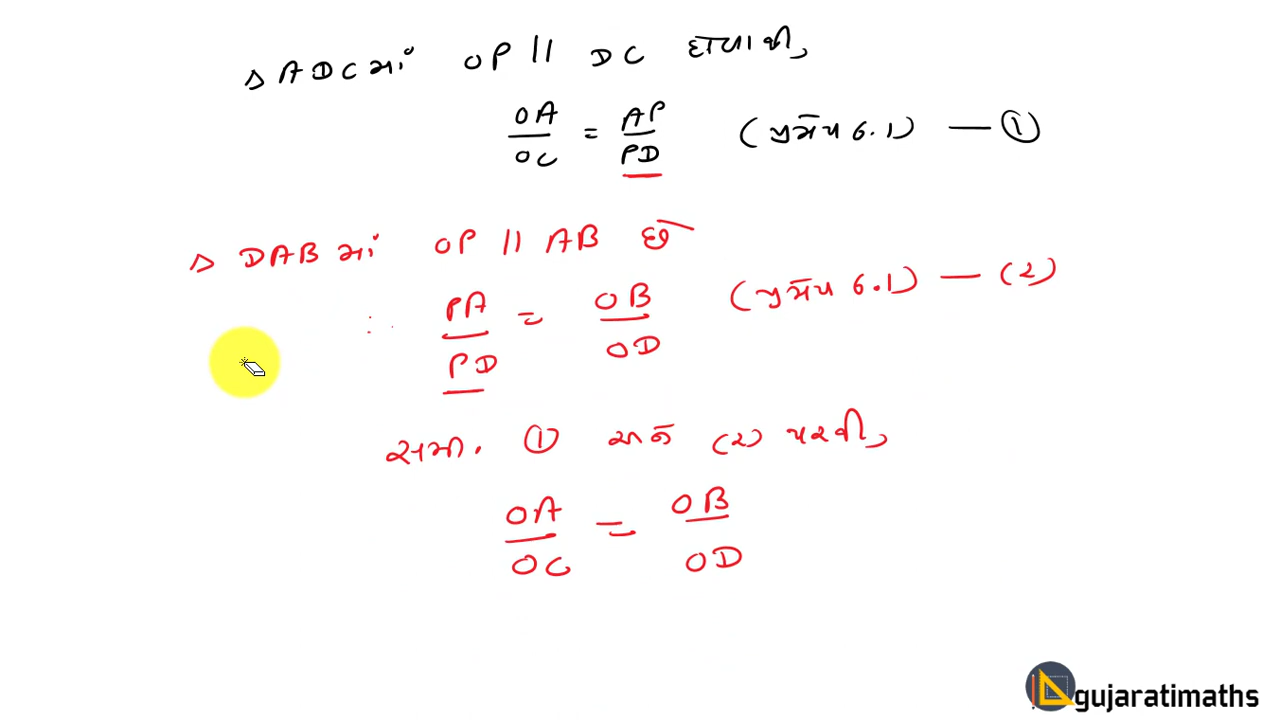 Δ ADC માં OP || DC હોવાથી,
OA/OC = AP/PD (પ્રમેય 6.1) — ①
Δ DAB માં OP || AB છે
∴ PA/PD = OB/OD (પ્રમેય 6.1) — (2)
સમી. ① અને (2) પરથી,
OA/OC = OB/OD
gujaratimaths